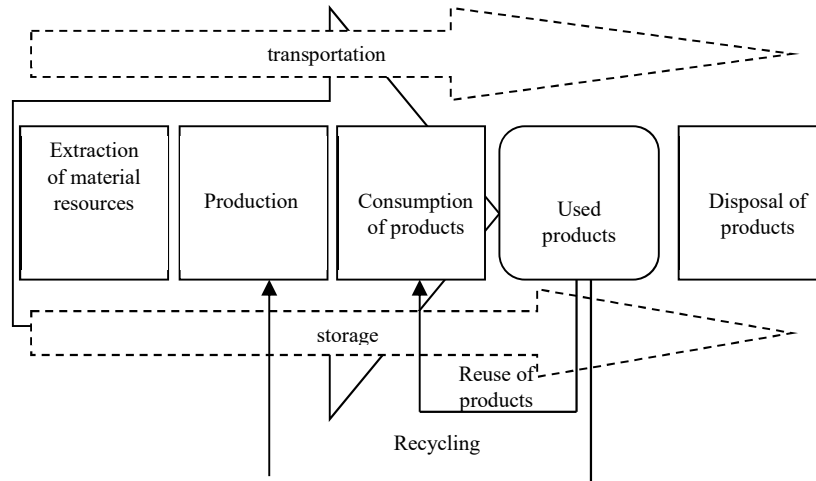 transportation
Extraction
of material
resources
Production
Consumption
of products
Used
products
Disposal of
products
storage
Reuse of
products
Recycling